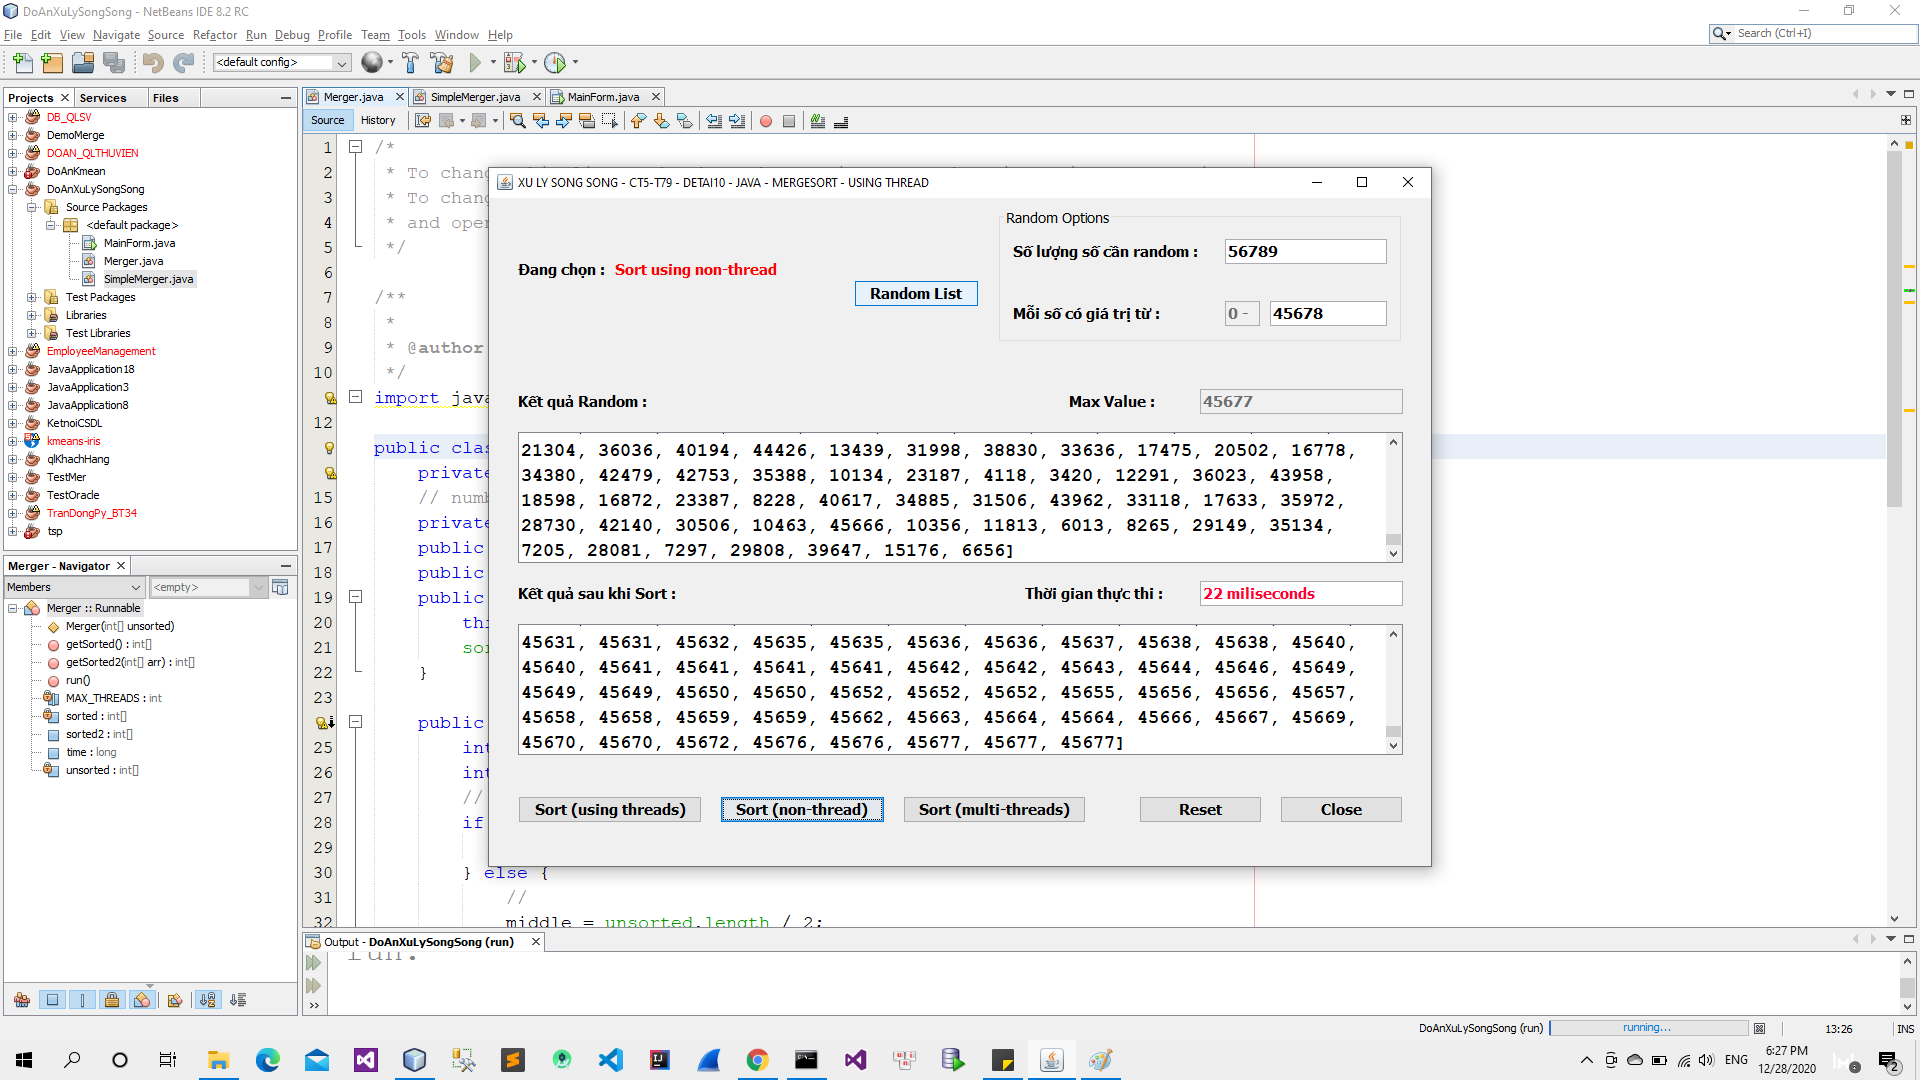 DoAnXuLySongSong - NetBeans IDE 8.2 RC
File Edit View Navigate Source Refactor Run Debug Profile Team Tools Window Help
Search (Ctrl+I)
<default config>
Projects Services Files
Merger.java SimpleMerger.java MainForm.java
Source History
DB_QLSV
DemoMerge
DOAN_QLTHUVIEN
DoAnKmean
DoAnXuLySongSong
Source Packages
<default package>
MainForm.java
Merger.java
SimpleMerger.java
Test Packages
Libraries
Test Libraries
EmployeeManagement
JavaApplication18
JavaApplication3
JavaApplication8
KetnoiCSDL
kmeans-iris
qlKhachHang
TestMer
TestOracle
TranDongPy_BT34
tsp
Merger - Navigator
Members <empty>
Merger :: Runnable
Merger(int[] unsorted)
getSorted() : int[]
getSorted2(int[] arr) : int[]
run()
MAX_THREADS : int
sorted : int[]
sorted2 : int[]
time : long
unsorted : int[]
1 /*
2 * To chang
3 * To chang
4 * and oper
5 */
6
7 /**
8 *
9 * @author
10 */
import java
12
public clas
private
15 // numb
16 private
17 public
18 public
19 public
20 thi
21 sor
22 }
23
public
25 int
26 int
27 //
28 if
29
30 } else {
31 //
32 middle = unsorted.length / 2;
XU LY SONG SONG - CT5-T79 - DETAI10 - JAVA - MERGESORT - USING THREAD
Đang chọn : Sort using non-thread
Random List
Random Options
Số lượng số cần random : 56789
Mỗi số có giá trị từ : 0 - 45678
Kết quả Random :
Max Value : 45677
21304, 36036, 40194, 44426, 13439, 31998, 38830, 33636, 17475, 20502, 16778,
34380, 42479, 42753, 35388, 10134, 23187, 4118, 3420, 12291, 36023, 43958,
18598, 16872, 23387, 8228, 40617, 34885, 31506, 43962, 33118, 17633, 35972,
28730, 42140, 30506, 10463, 45666, 10356, 11813, 6013, 8265, 29149, 35134,
7205, 28081, 7297, 29808, 39647, 15176, 6656]
Kết quả sau khi Sort :
Thời gian thực thi : 22 miliseconds
45631, 45631, 45632, 45635, 45635, 45636, 45636, 45637, 45638, 45638, 45640,
45640, 45641, 45641, 45641, 45641, 45642, 45642, 45643, 45644, 45646, 45649,
45649, 45649, 45650, 45650, 45652, 45652, 45652, 45655, 45656, 45656, 45657,
45658, 45658, 45659, 45659, 45662, 45663, 45664, 45664, 45666, 45667, 45669,
45670, 45670, 45672, 45676, 45676, 45677, 45677, 45677]
Sort (using threads) Sort (non-thread) Sort (multi-threads) Reset Close
Output - DoAnXuLySongSong (run)
run:
DoAnXuLySongSong (run) running... 13:26 INS
ENG
6:27 PM
12/28/2020
2